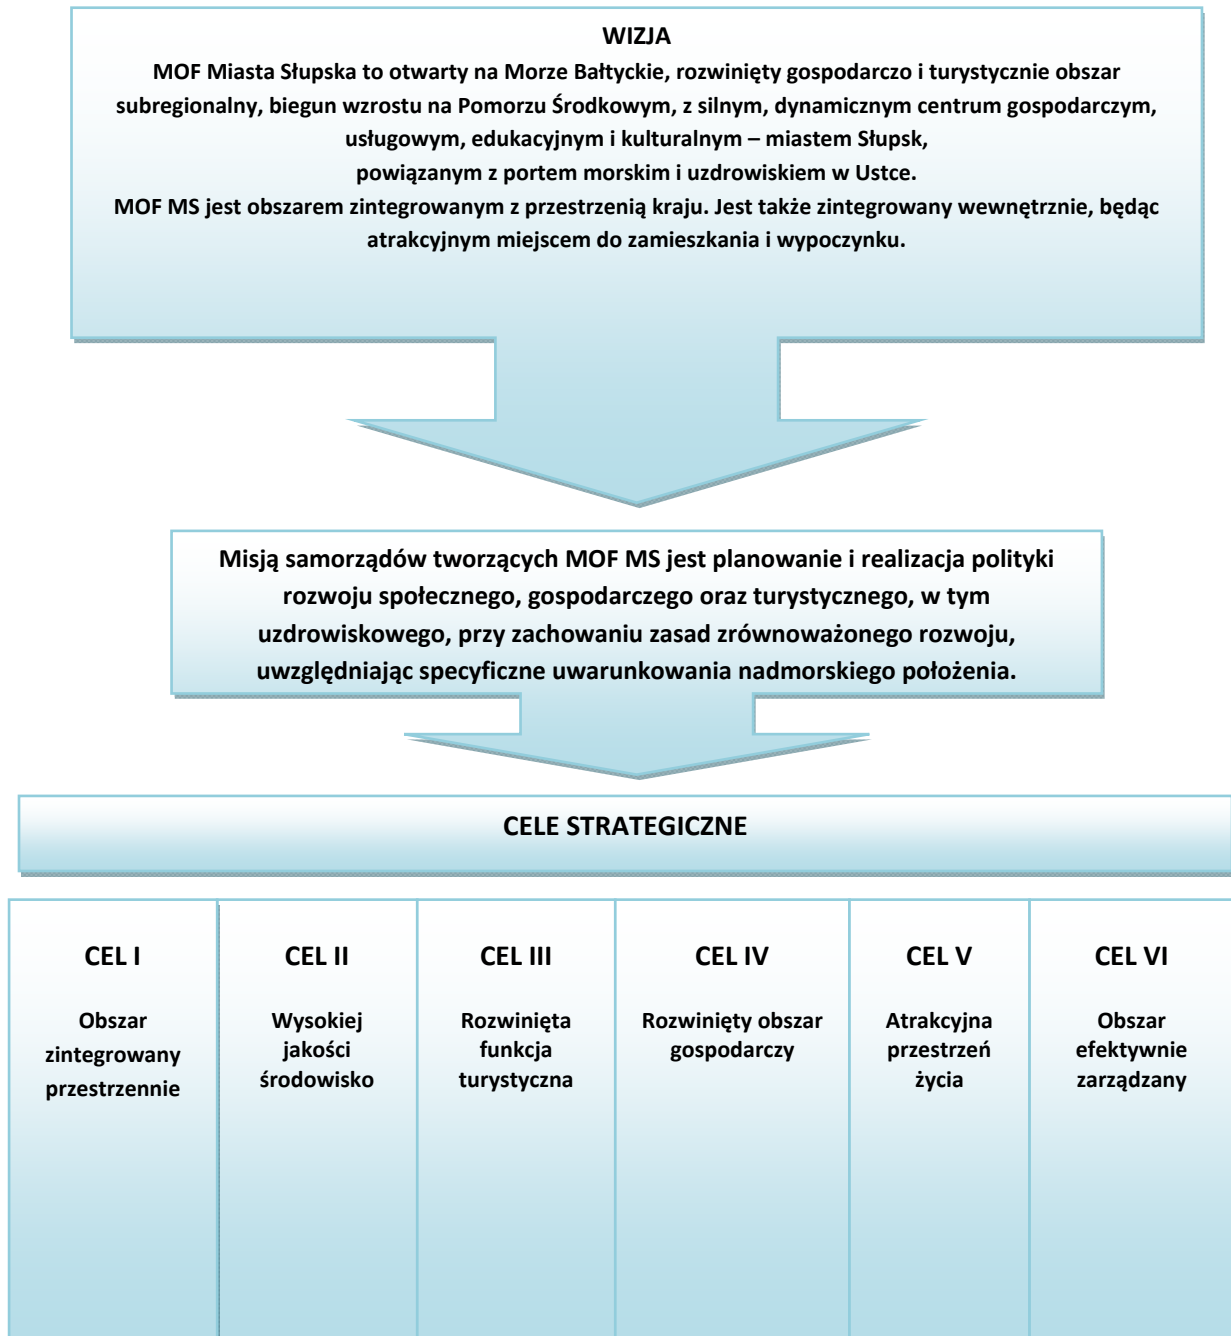 WIZJA
MOF Miasta Słupska to otwarty na Morze Bałtyckie, rozwinięty gospodarczo i turystycznie obszar
subregionalny, biegun wzrostu na Pomorzu Środkowym, z silnym, dynamicznym centrum gospodarczym,
usługowym, edukacyjnym i kulturalnym – miastem Słupsk,
powiązanym z portem morskim i uzdrowiskiem w Ustce.
MOF MS jest obszarem zintegrowanym z przestrzenią kraju. Jest także zintegrowany wewnętrznie, będąc
atrakcyjnym miejscem do zamieszkania i wypoczynku.
Misją samorządów tworzących MOF MS jest planowanie i realizacja polityki
rozwoju społecznego, gospodarczego oraz turystycznego, w tym
uzdrowiskowego, przy zachowaniu zasad zrównoważonego rozwoju,
uwzględniając specyficzne uwarunkowania nadmorskiego położenia.
CELE STRATEGICZNE
CEL I
Obszar
zintegrowany
przestrzennie
CEL II
Wysokiej
jakości
środowisko
CEL III
Rozwinięta
funkcja
turystyczna
CEL IV
Rozwinięty obszar
gospodarczy
CEL V
Atrakcyjna
przestrzeń
życia
CEL VI
Obszar
efektywnie
zarządzany